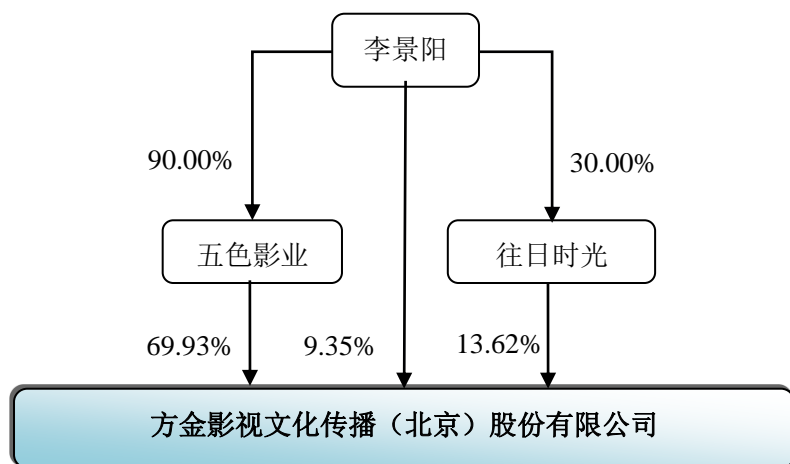 李景阳
90.00%
30.00%
五色影业
往日时光
69.93%
9.35%
13.62%
方金影视文化传播（北京）股份有限公司